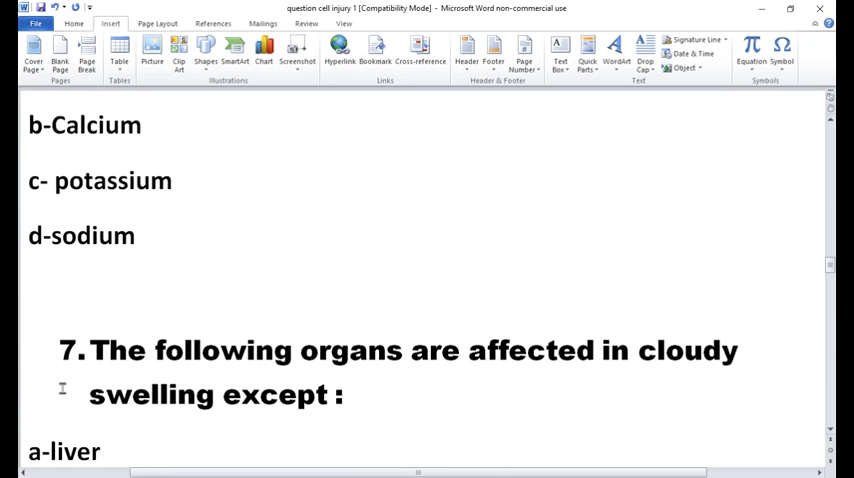 question cell injury 1 [Compatibility Mode] - Microsoft Word non-commercial use
File Home Insert Page Layout References Mailings Review View
Cover Page Blank Page Page Break Table Picture Clip Art Shapes SmartArt Chart Screenshot Hyperlink Bookmark Cross-reference Header Footer Page Number Text Box Quick Parts WordArt Drop Cap Signature Line Date & Time Object Equation Symbol
Pages Tables Illustrations Links Header & Footer Text Symbols
b-Calcium
c- potassium
d-sodium
7. The following organs are affected in cloudy
swelling except :
a-liver